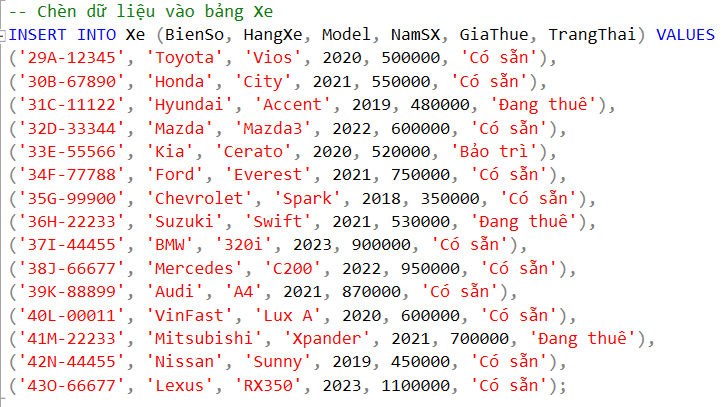 -- Chèn dữ liệu vào bảng Xe
INSERT INTO Xe (BienSo, HangXe, Model, NamSX, GiaThue, TrangThai) VALUES
('29A-12345', 'Toyota', 'Vios', 2020, 500000, 'Có sẵn'),
('30B-67890', 'Honda', 'City', 2021, 550000, 'Có sẵn'),
('31C-11122', 'Hyundai', 'Accent', 2019, 480000, 'Đang thuê'),
('32D-33344', 'Mazda', 'Mazda3', 2022, 600000, 'Có sẵn'),
('33E-55566', 'Kia', 'Cerato', 2020, 520000, 'Bảo trì'),
('34F-77788', 'Ford', 'Everest', 2021, 750000, 'Có sẵn'),
('35G-99900', 'Chevrolet', 'Spark', 2018, 350000, 'Có sẵn'),
('36H-22233', 'Suzuki', 'Swift', 2021, 530000, 'Đang thuê'),
('37I-44455', 'BMW', '320i', 2023, 900000, 'Có sẵn'),
('38J-66677', 'Mercedes', 'C200', 2022, 950000, 'Có sẵn'),
('39K-88899', 'Audi', 'A4', 2021, 870000, 'Có sẵn'),
('40L-00011', 'VinFast', 'Lux A', 2020, 600000, 'Có sẵn'),
('41M-22233', 'Mitsubishi', 'Xpander', 2021, 700000, 'Đang thuê'),
('42N-44455', 'Nissan', 'Sunny', 2019, 450000, 'Có sẵn'),
('43O-66677', 'Lexus', 'RX350', 2023, 1100000, 'Có sẵn');